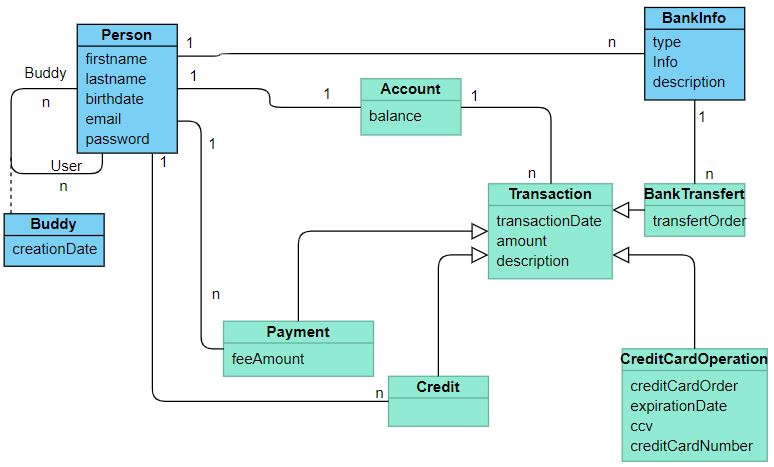 Person
firstname
lastname
birthdate
email
password
1
n
BankInfo
type
Info
description
Buddy
n
1
1
Account
balance
1
1
1
User
n
1
n
n
Transaction
transactionDate
amount
description
BankTransfert
transfertOrder
Buddy
creationDate
n
Payment
feeAmount
n
Credit
CreditCardOperation
creditCardOrder
expirationDate
ccv
creditCardNumber